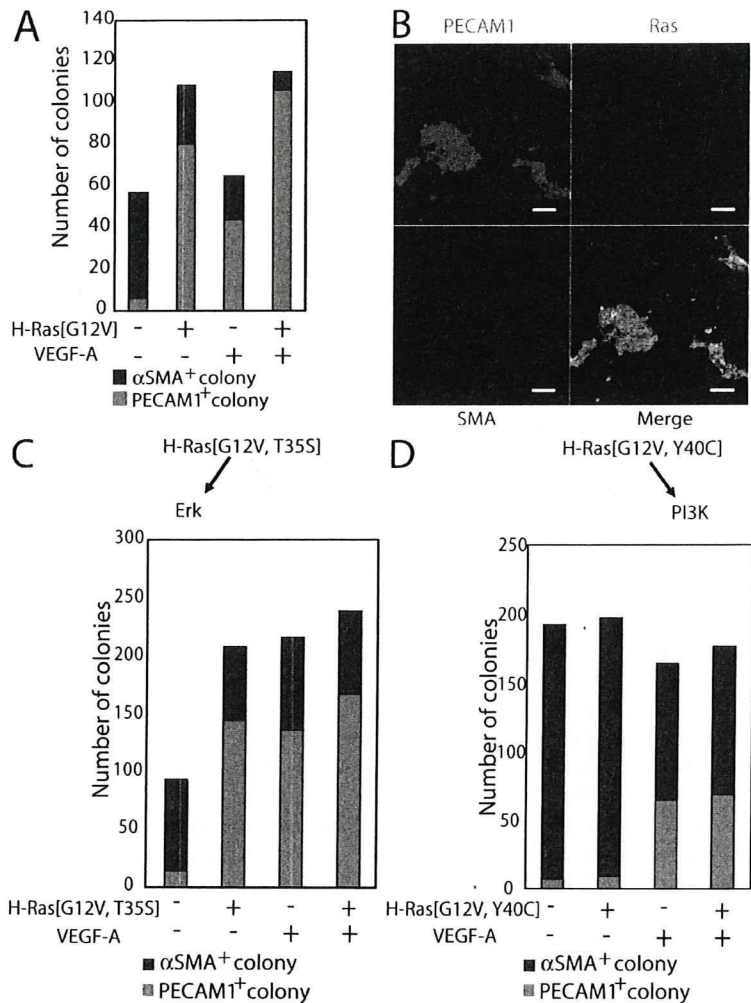 A
Number of colonies
140
120
100
80
60
40
20
0
H-Ras[G12V] - + - +
VEGF-A - - + +
αSMA+ colony
PECAM1+ colony
B
PECAM1 Ras
SMA Merge
C
H-Ras[G12V, T35S]
Erk
Number of colonies
300
250
200
150
100
50
0
H-Ras[G12V, T35S] - + - +
VEGF-A - - + +
αSMA+ colony
PECAM1+ colony
D
H-Ras[G12V, Y40C]
PI3K
Number of colonies
250
200
150
100
50
0
H-Ras[G12V, Y40C] - + - +
VEGF-A - - + +
αSMA+ colony
PECAM1+ colony